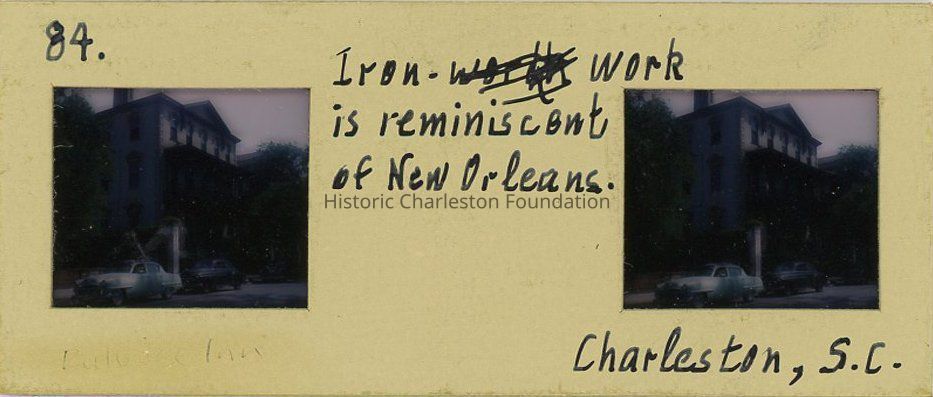 84.
Iron- work
is reminiscent
of New Orleans.
Historic Charleston Foundation
Charleston, S.C.